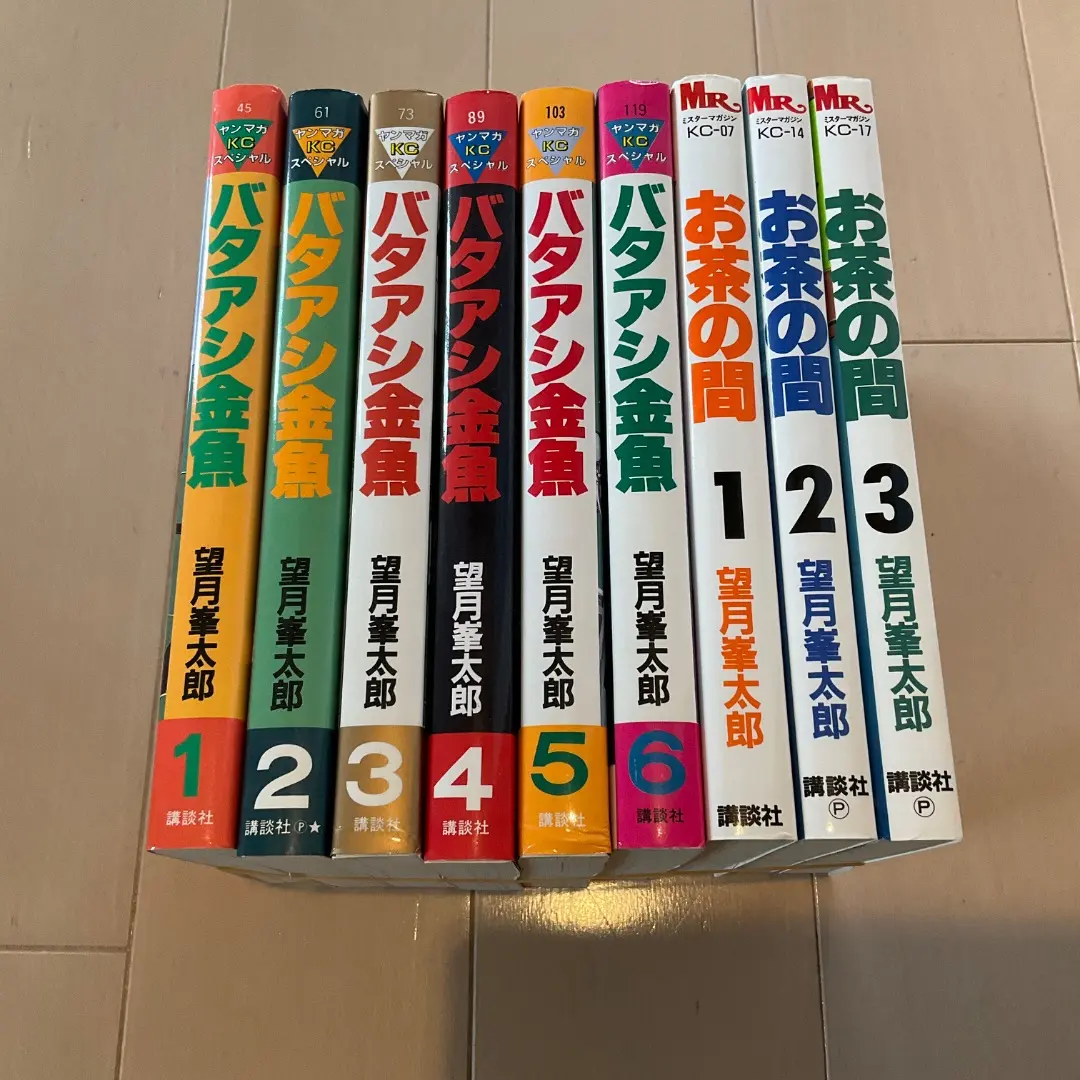 45
ヤンマガ
KC
スペシャル
バタアシ金魚
望月峯太郎
1
講談社
61
ヤンマガ
KC
スペシャル
バタアシ金魚
望月峯太郎
2
講談社 Ⓟ★
73
ヤンマガ
KC
スペシャル
バタアシ金魚
望月峯太郎
3
講談社
89
ヤンマガ
KC
スペシャル
バタアシ金魚
望月峯太郎
4
講談社
103
ヤンマガ
KC
スペシャル
バタアシ金魚
望月峯太郎
5
講談社
119
ヤンマガ
KC
スペシャル
バタアシ金魚
望月峯太郎
6
講談社
MR
ミスターマガジン
KC-07
お茶の間
1
望月峯太郎
講談社
MR
ミスターマガジン
KC-14
お茶の間
2
望月峯太郎
講談社
Ⓟ
MR
ミスターマガジン
KC-17
お茶の間
3
望月峯太郎
講談社
Ⓟ